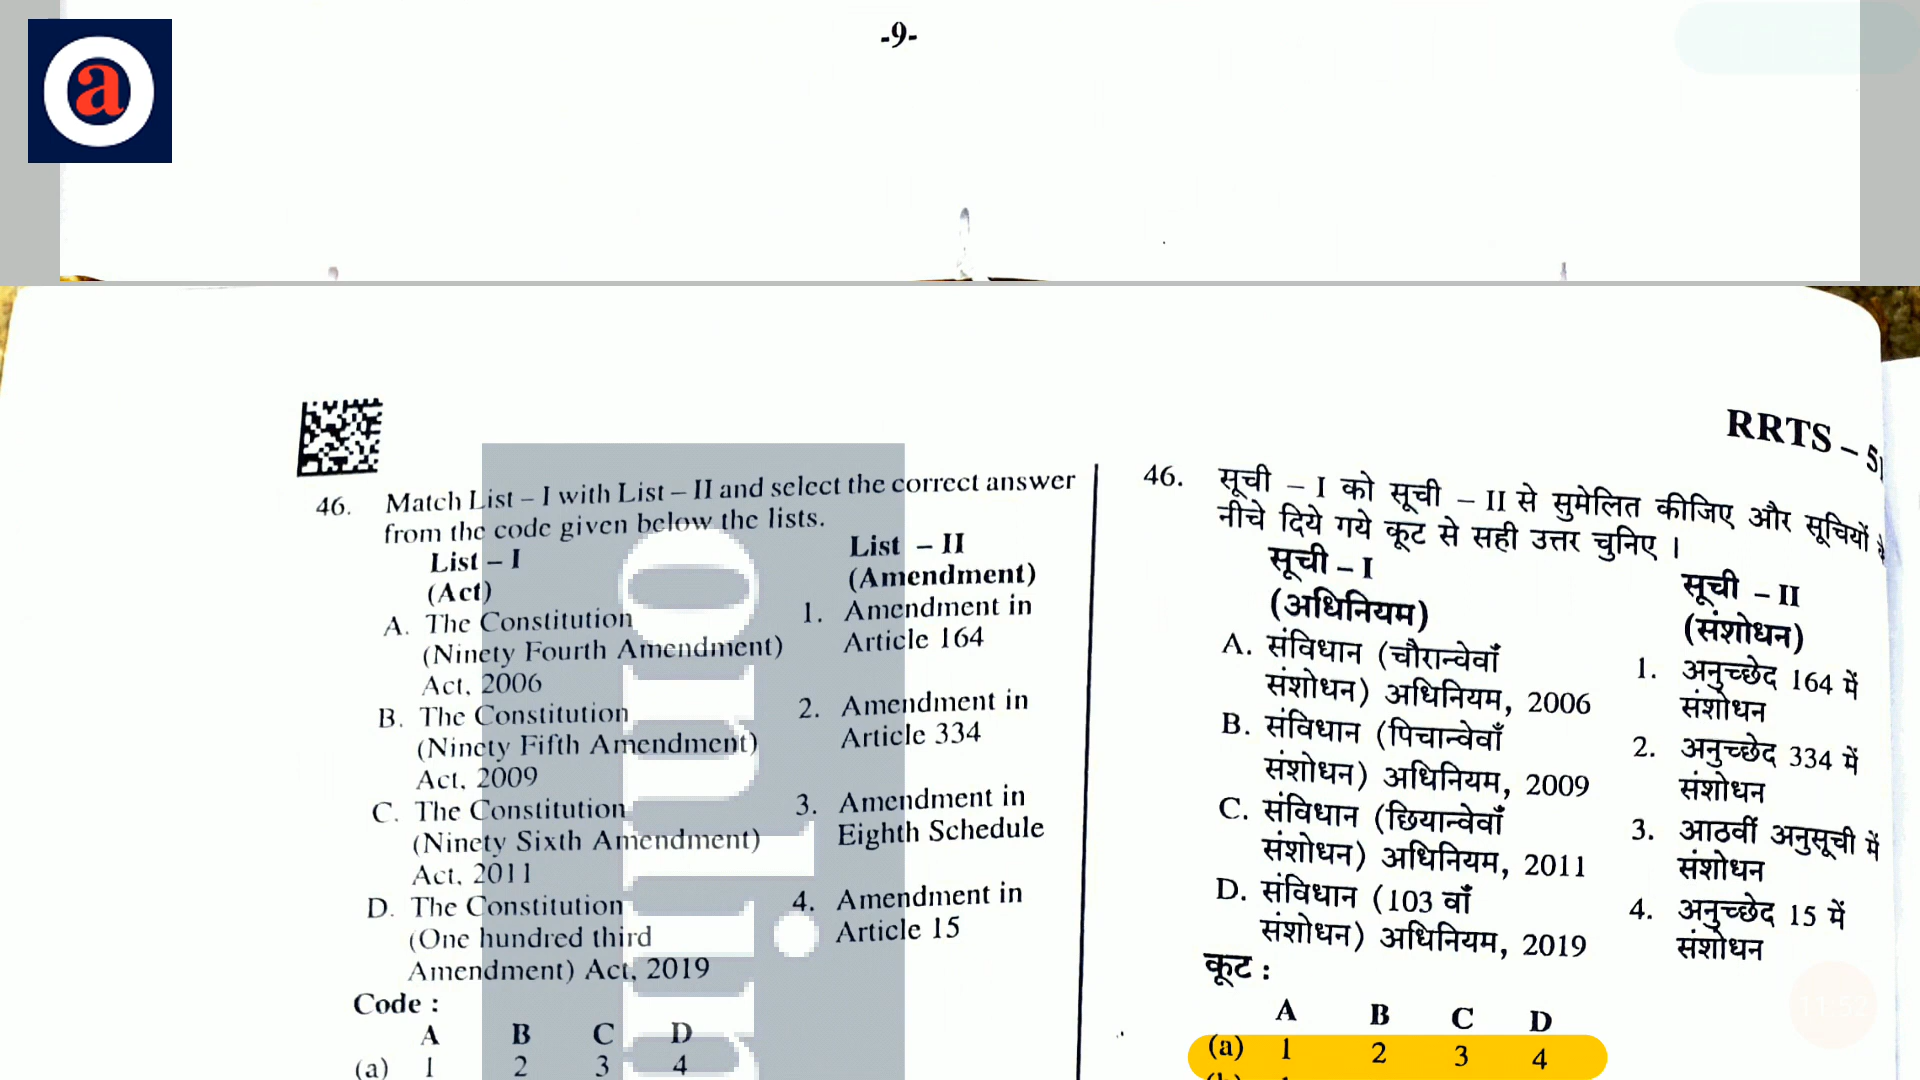 -9-
a
RRTS – 51
46. Match List – I with List – II and select the correct answer
from the code given below the lists.
List – I
(Act)
List – II
(Amendment)
A. The Constitution
(Ninety Fourth Amendment)
Act, 2006
1. Amendment in
Article 164
B. The Constitution
(Ninety Fifth Amendment)
Act, 2009
2. Amendment in
Article 334
C. The Constitution
(Ninety Sixth Amendment)
Act, 2011
3. Amendment in
Eighth Schedule
D. The Constitution
(One hundred third
Amendment) Act, 2019
4. Amendment in
Article 15
Code :
A B C D
(a) 1 2 3 4
46. सूची – I को सूची – II से सुमेलित कीजिए और सूचियों के
नीचे दिये गये कूट से सही उत्तर चुनिए ।
सूची – I
(अधिनियम)
सूची – II
(संशोधन)
A. संविधान (चौरान्वेवाँ
संशोधन) अधिनियम, 2006
1. अनुच्छेद 164 में
संशोधन
B. संविधान (पिचान्वेवाँ
संशोधन) अधिनियम, 2009
2. अनुच्छेद 334 में
संशोधन
C. संविधान (छियान्वेवाँ
संशोधन) अधिनियम, 2011
3. आठवीं अनुसूची में
संशोधन
D. संविधान (103 वाँ
संशोधन) अधिनियम, 2019
4. अनुच्छेद 15 में
संशोधन
कूट :
A B C D
(a) 1 2 3 4
11:52